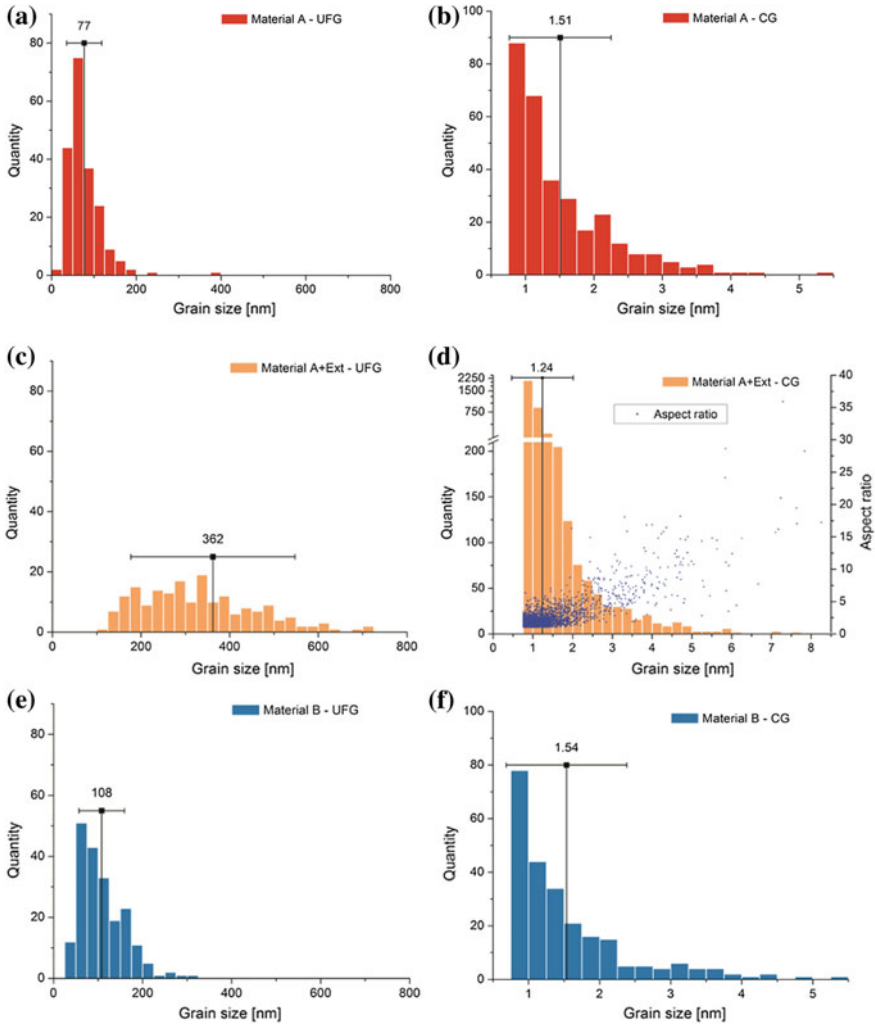 (a)
77
Material A - UFG
80
60
40
20
0
Quantity
0 200 400 600 800
Grain size [nm]
(b)
1.51
Material A - CG
100
80
60
40
20
0
Quantity
1 2 3 4 5
Grain size [nm]
(c)
Material A+Ext - UFG
362
80
60
40
20
0
Quantity
0 200 400 600 800
Grain size [nm]
(d)
1.24
Material A+Ext - CG
Aspect ratio
2250
1500
750
200
150
100
50
0
Quantity
40
35
30
25
20
15
10
5
0
Aspect ratio
0 1 2 3 4 5 6 7 8
Grain size [nm]
(e)
Material B - UFG
108
80
60
40
20
0
Quantity
0 200 400 600 800
Grain size [nm]
(f)
Material B - CG
1.54
100
80
60
40
20
0
Quantity
1 2 3 4 5
Grain size [nm]